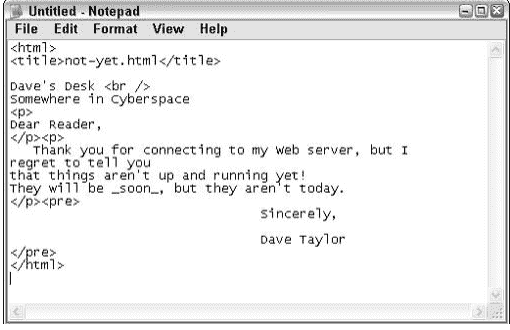 Untitled - Notepad
File Edit Format View Help
<html>
<title>not-yet.html</title>

Dave's Desk <br />
Somewhere in Cyberspace
<p>
Dear Reader,
</p><p>
   Thank you for connecting to my web server, but I
regret to tell you
that things aren't up and running yet!
They will be _soon_, but they aren't today.
</p><pre>
                                Sincerely,

                                Dave Taylor
</pre>
</html>